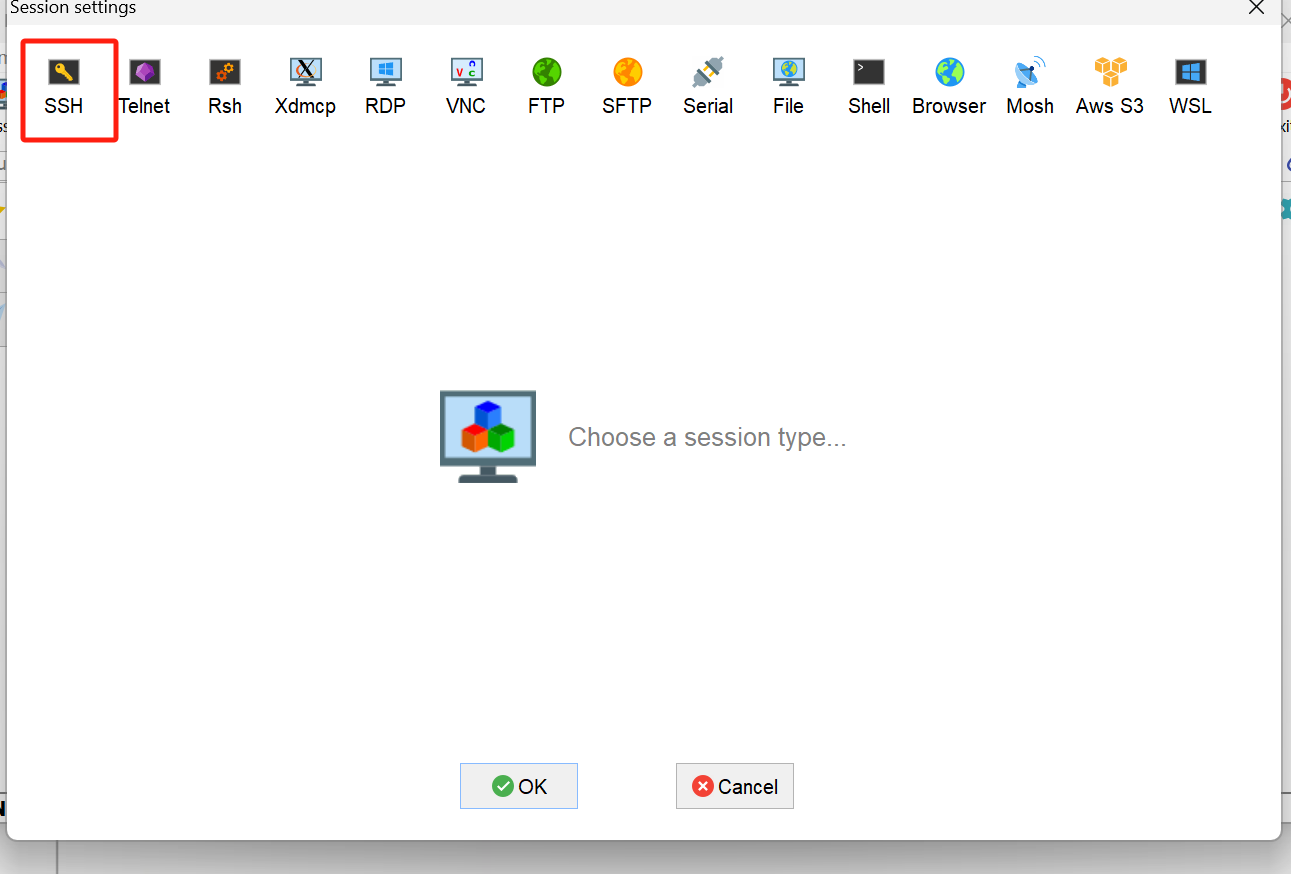 Session settings
SSH Telnet Rsh Xdmcp RDP VNC FTP SFTP Serial File Shell Browser Mosh Aws S3 WSL
Choose a session type...
OK Cancel